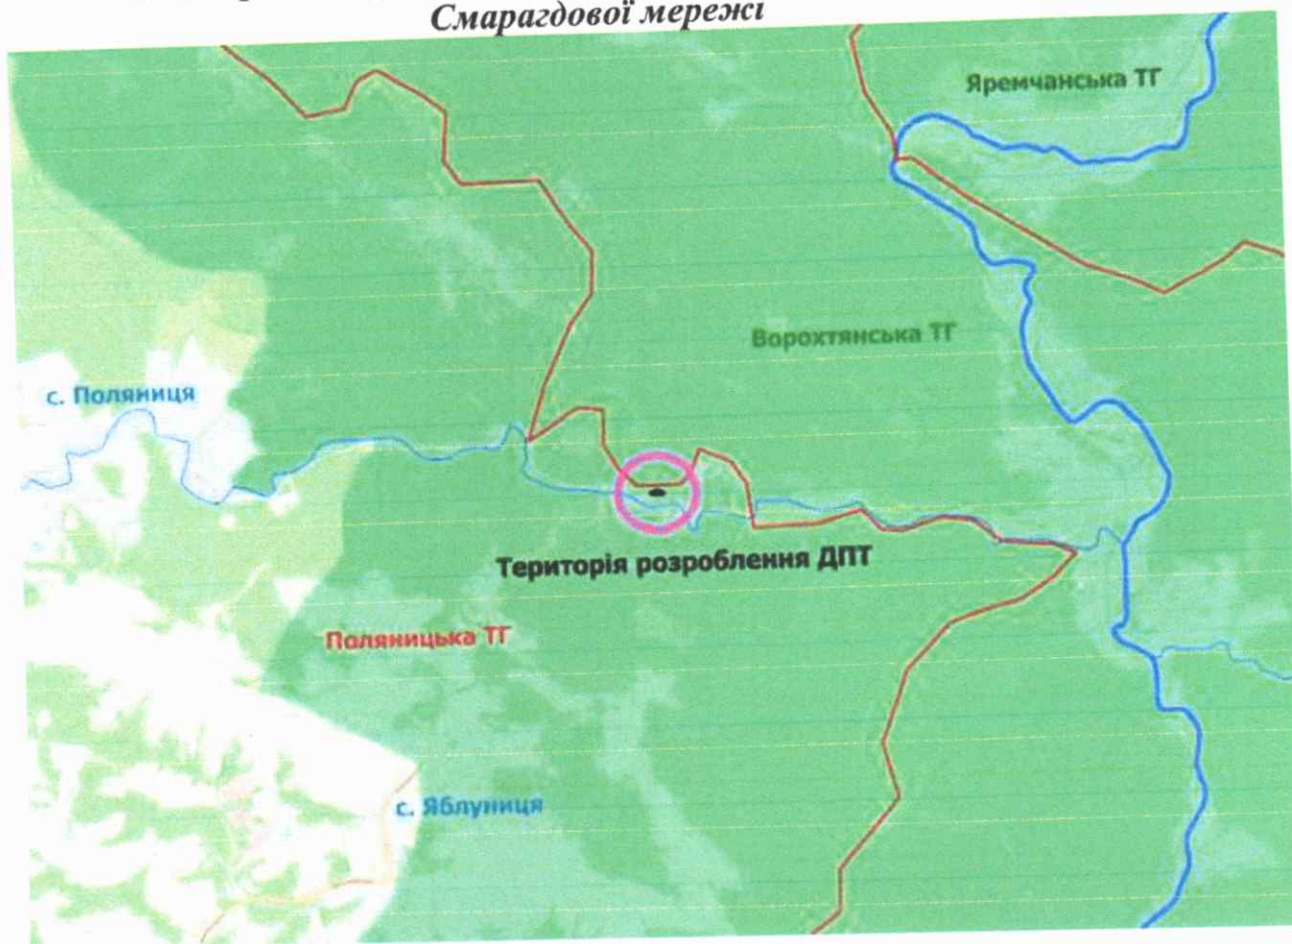 Смарагдової мережі
Яремчанська ТГ
Ворохтянська ТГ
с. Поляниця
Територія розроблення ДПТ
Поляницька ТГ
с. Яблуниця